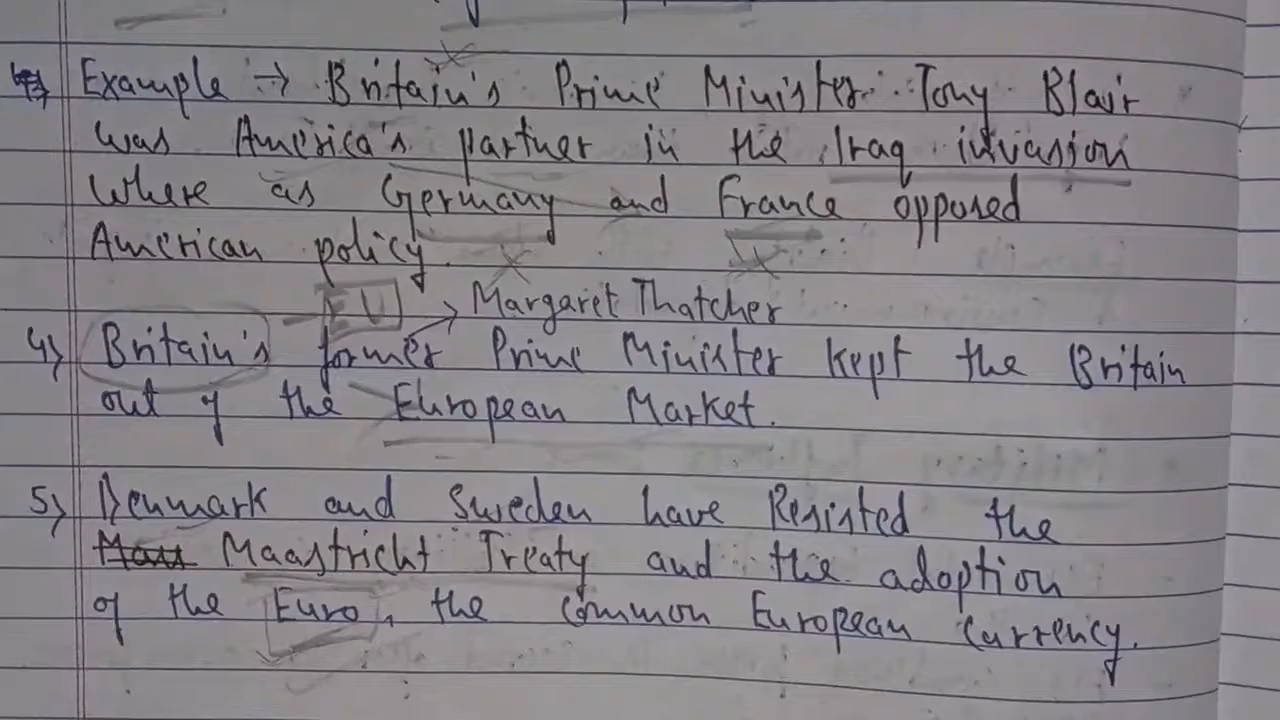 Example → Britain's Prime Minister Tony Blair
was America's partner in the Iraq invasion
where as Germany and France opposed
American policy.
EU → Margaret Thatcher
4) Britain's former Prime Minister kept the Britain
out of the European Market.
5) Denmark and Sweden have Resisted the
Maastricht Treaty and the adoption
of the Euro, the common European currency.